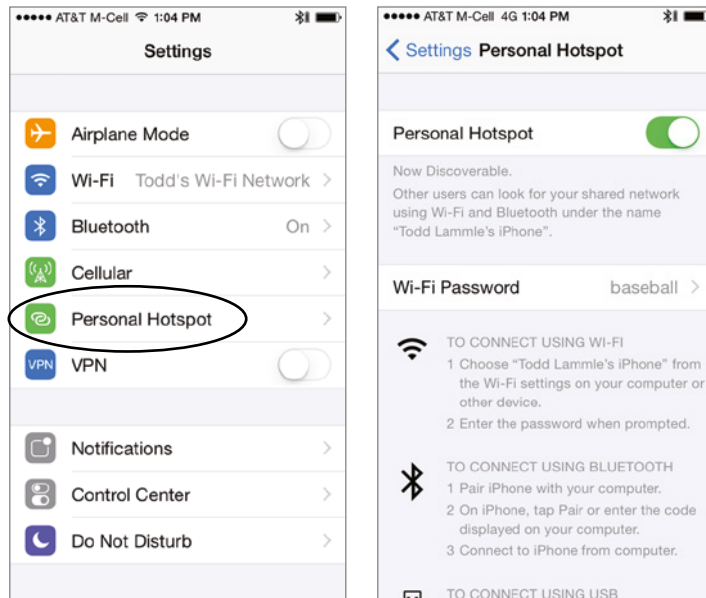 AT&T M-Cell 1:04 PM
Settings
Airplane Mode
Wi-Fi Todd's Wi-Fi Network
Bluetooth On
Cellular
Personal Hotspot
VPN VPN
Notifications
Control Center
Do Not Disturb
AT&T M-Cell 4G 1:04 PM
Settings Personal Hotspot
Personal Hotspot
Now Discoverable.
Other users can look for your shared network
using Wi-Fi and Bluetooth under the name
“Todd Lammle's iPhone”.
Wi-Fi Password baseball
TO CONNECT USING WI-FI
1 Choose “Todd Lammle's iPhone” from
the Wi-Fi settings on your computer or
other device.
2 Enter the password when prompted.
TO CONNECT USING BLUETOOTH
1 Pair iPhone with your computer.
2 On iPhone, tap Pair or enter the code
displayed on your computer.
3 Connect to iPhone from computer.
TO CONNECT USING USB